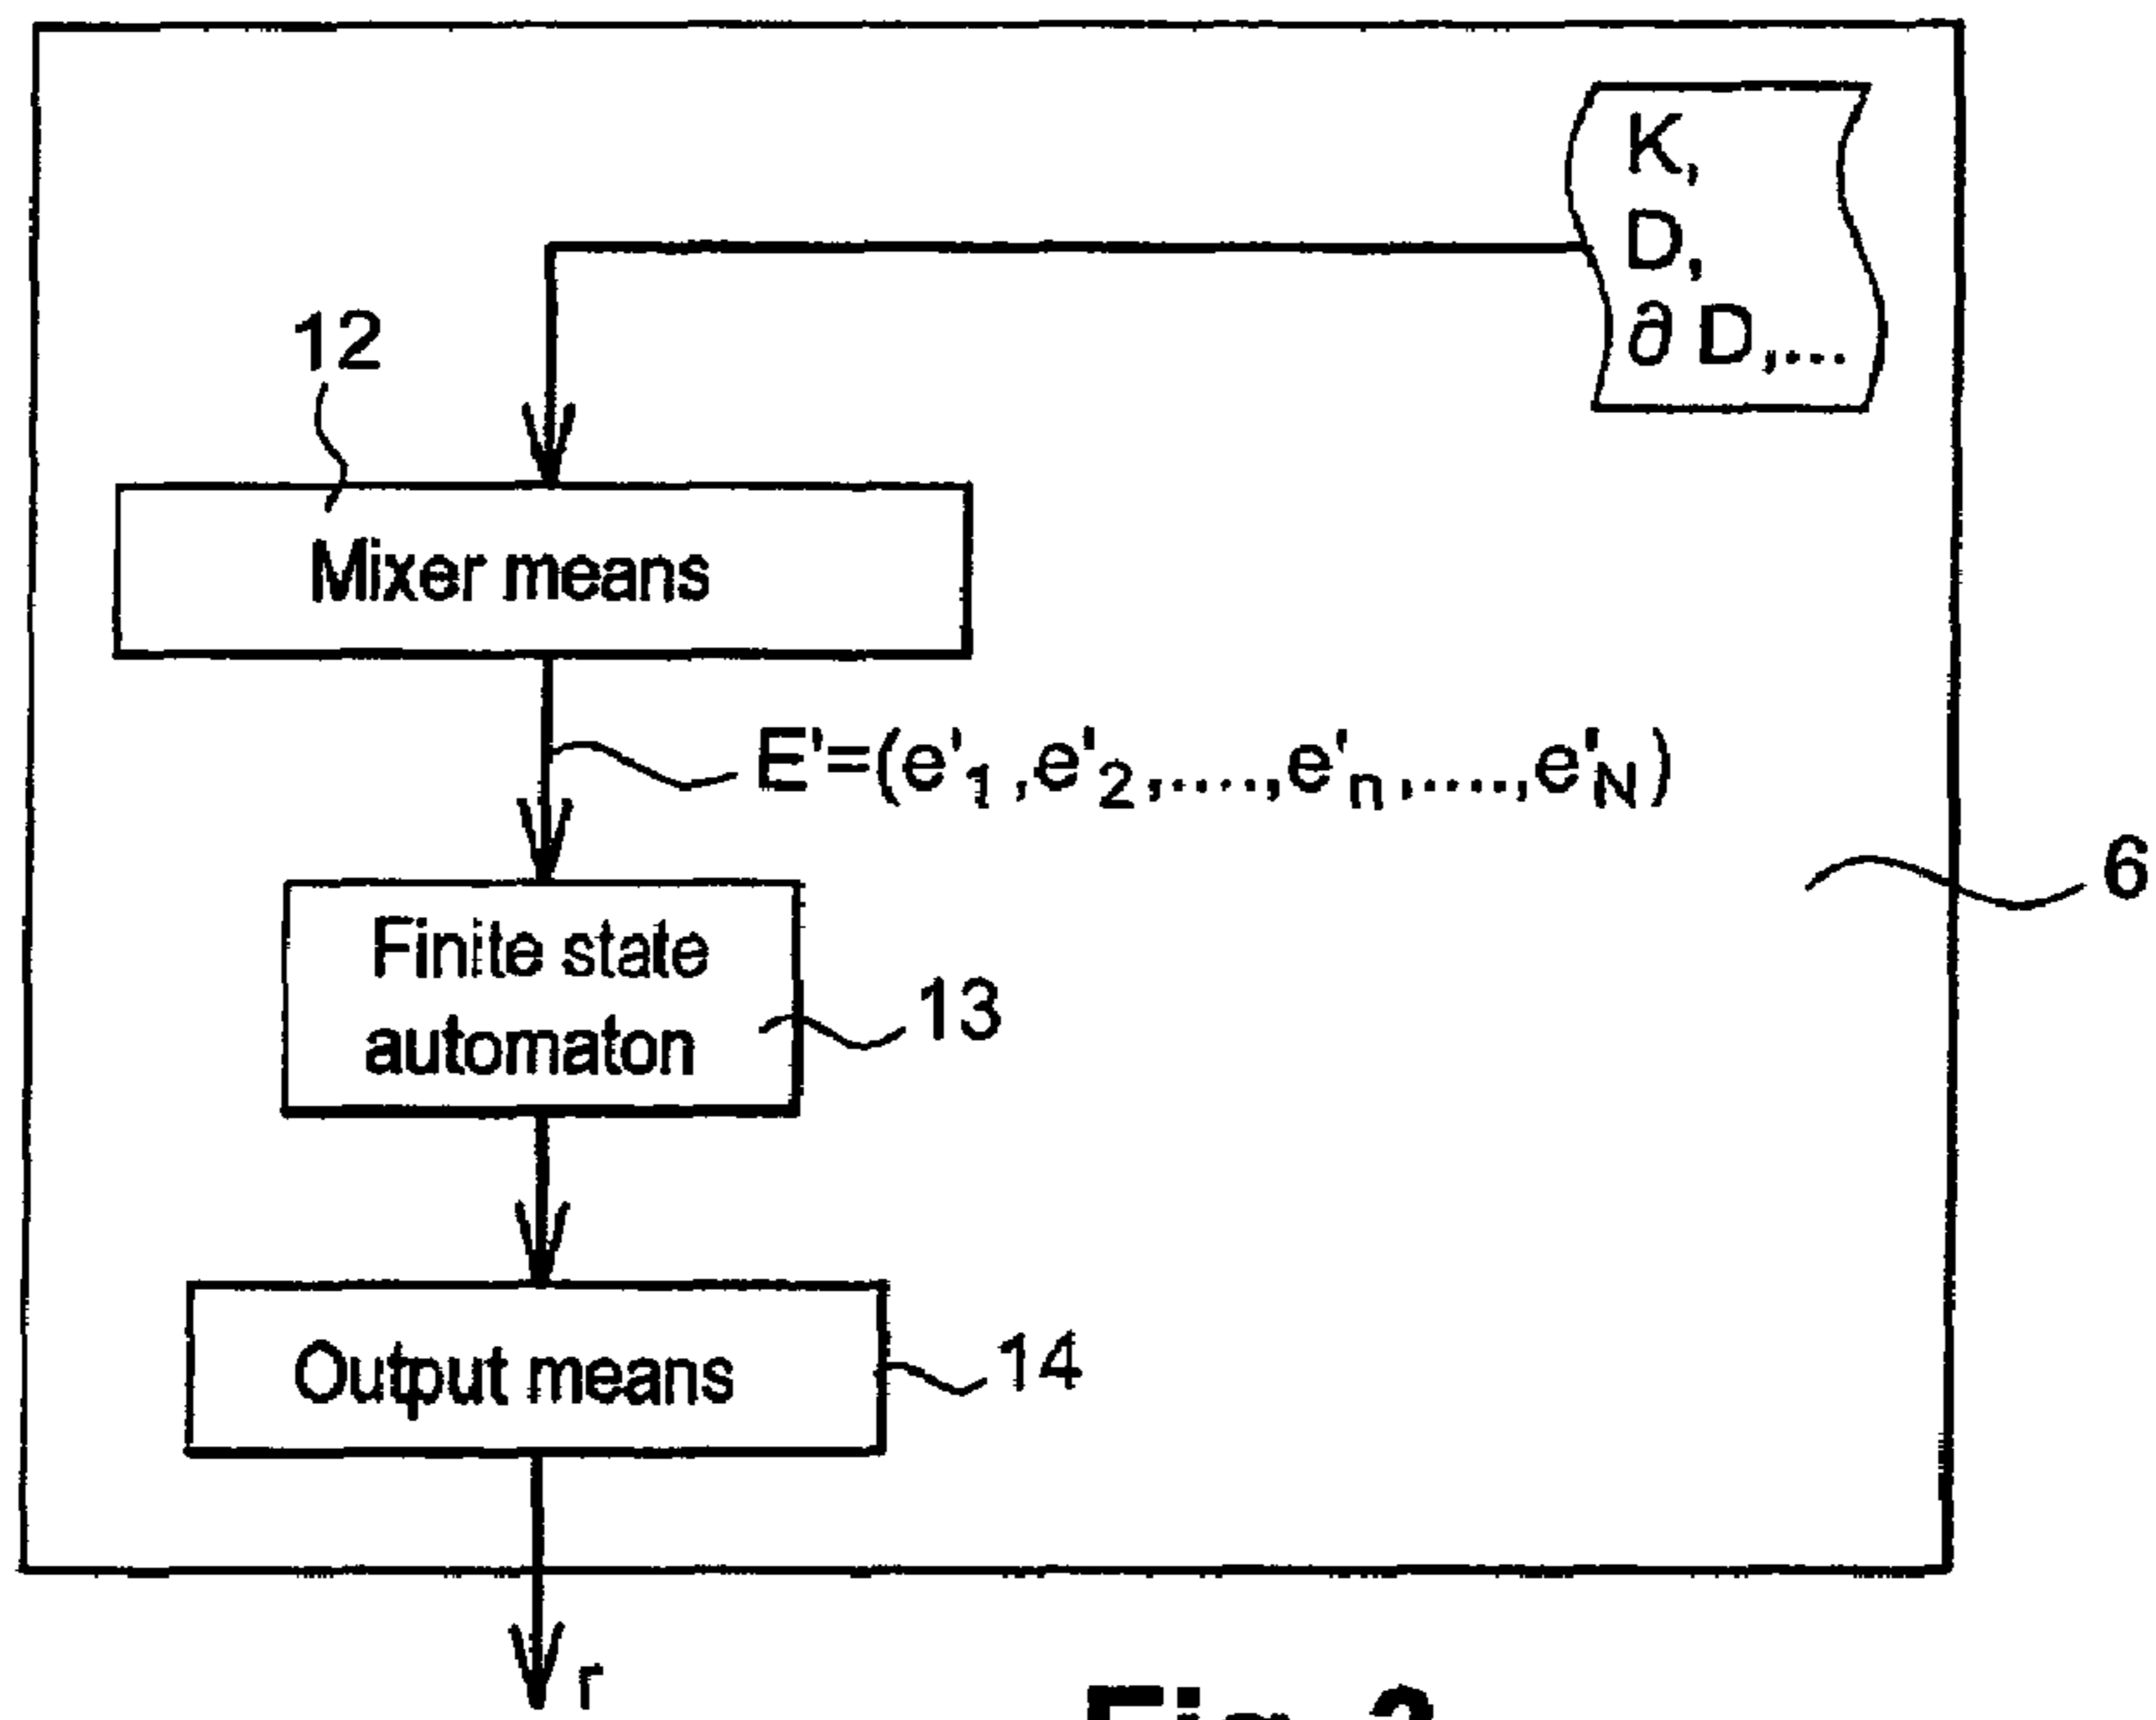 K,
D,
∂ D,...
12
Mixer means
E'=(e'1,e'2,....,e'n,....,e'N)
6
Finite state
automaton
13
Output means
14
r